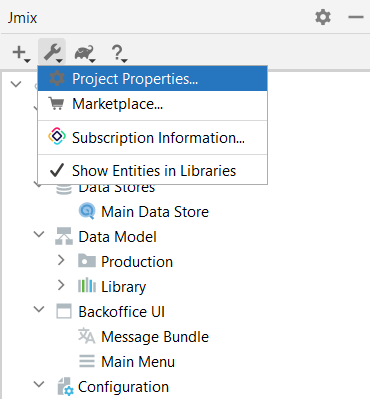 Jmix
Project Properties...
Marketplace...
Subscription Information...
Show Entities in Libraries
Data Stores
Main Data Store
Data Model
Production
Library
Backoffice UI
Message Bundle
Main Menu
Configuration